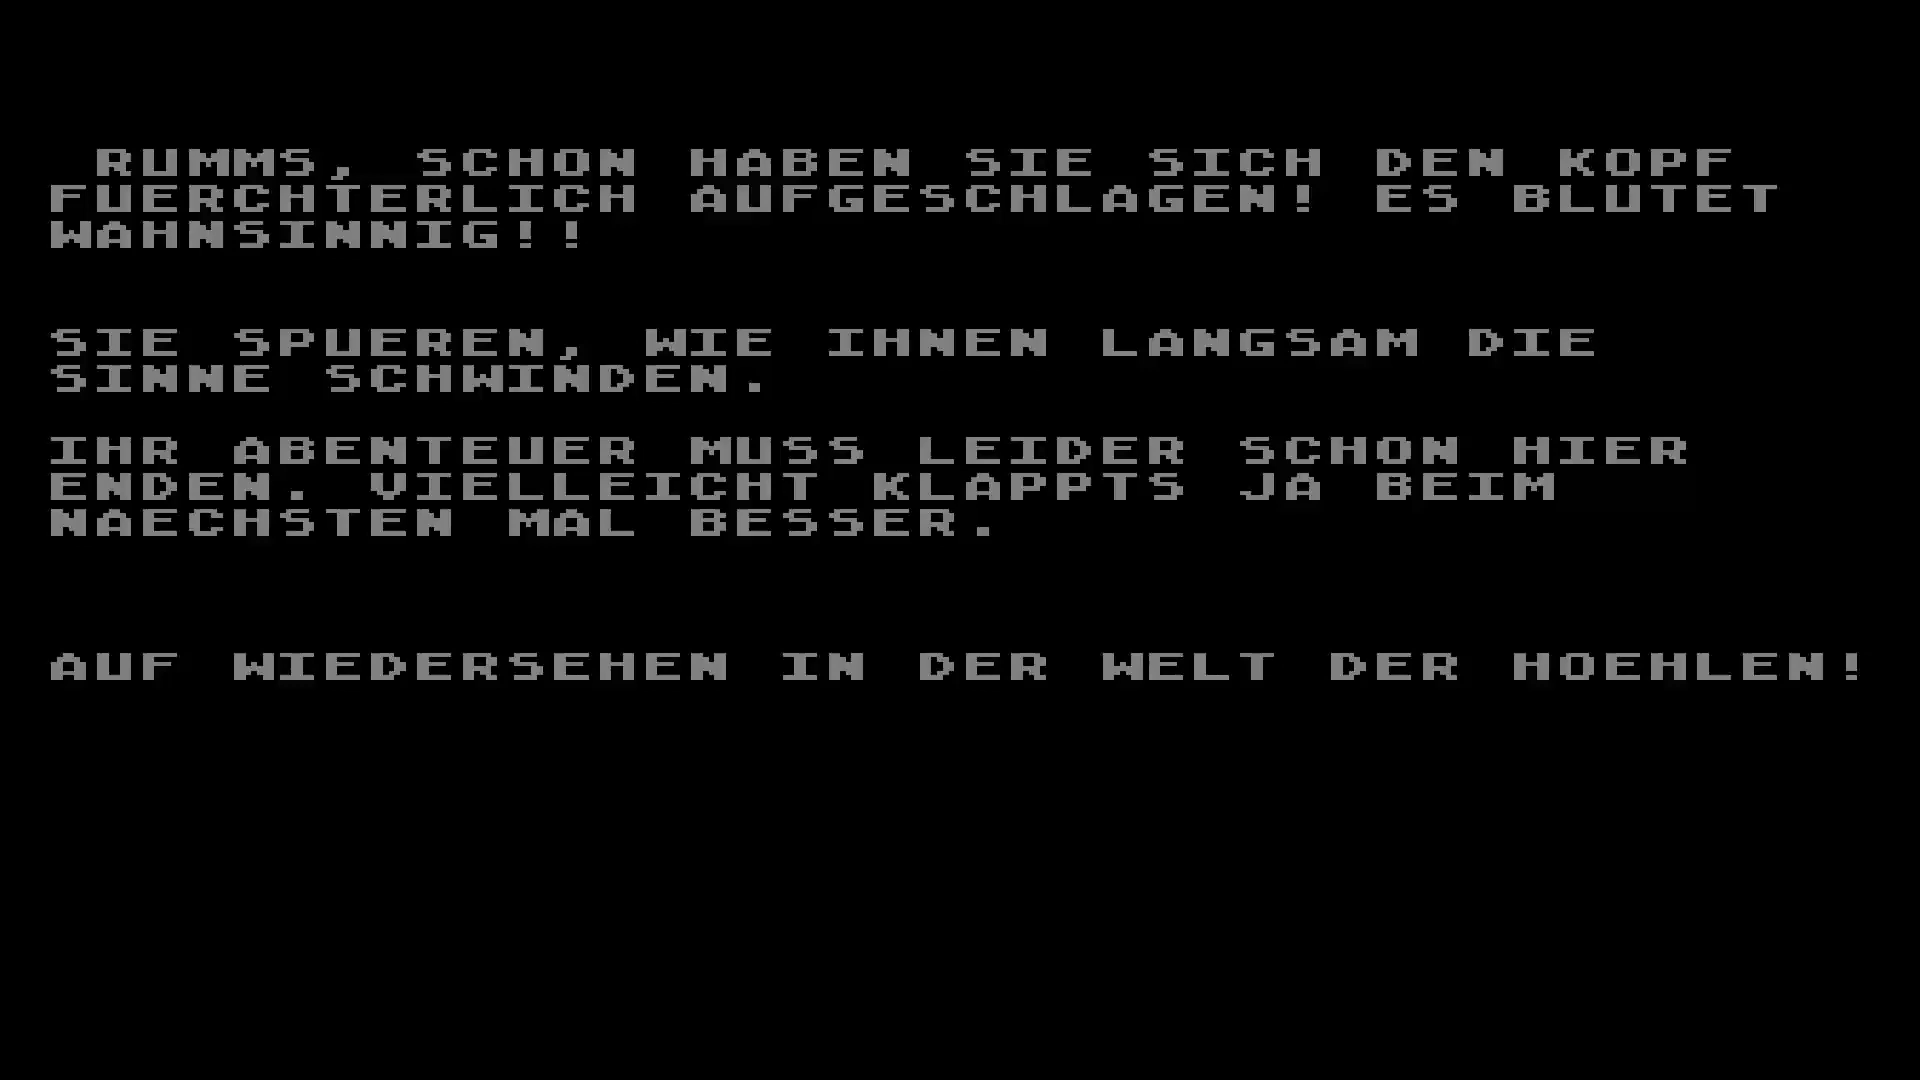 RUMMS, SCHON HABEN SIE SICH DEN KOPF
FUERCHTERLICH AUFGESCHLAGEN! ES BLUTET
WAHNSINNIG!!
SIE SPUEREN, WIE IHNEN LANGSAM DIE
SINNE SCHWINDEN.
IHR ABENTEUER MUSS LEIDER SCHON HIER
ENDEN. VIELLEICHT KLAPPTS JA BEIM
NAECHSTEN MAL BESSER.
AUF WIEDERSEHEN IN DER WELT DER HOEHLEN!